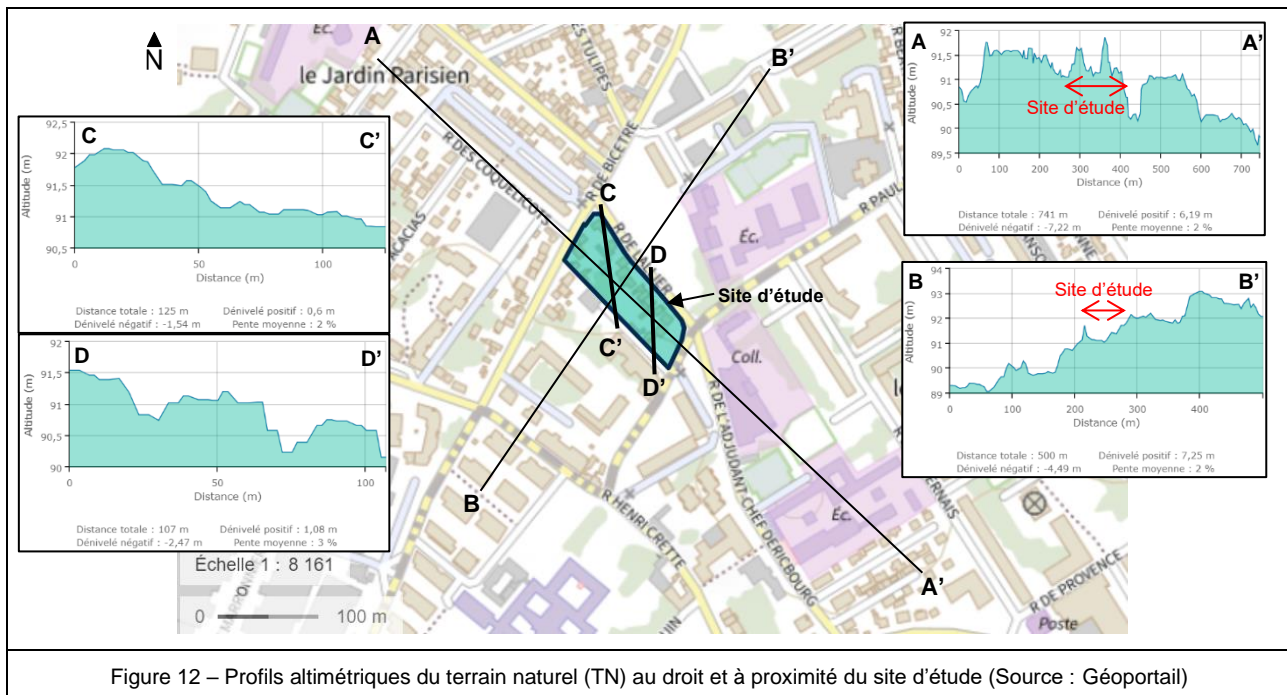 A
N
le Jardin Parisien
Éc.
DES TULIPES
B'
R DE BICETRE
R DES COQUELICOTS
ACACIAS
C
R DE LALLIER
D
Éc.
R PAUL
Site d'étude
C'
D'
Coll.
R DE L'ADJUDANT-CHEF DERICBOURG
B
R HENRI CRETTE
Éc.
A'
R DE PROVENCE
Poste
Échelle 1 : 8 161
0 100 m
C C'
92,5
92
91,5
91
90,5
Altitude (m)
0 50 100
Distance (m)
Distance totale : 125 m Dénivelé positif : 0,6 m
Dénivelé négatif : -1,54 m Pente moyenne : 2 %
D D'
92
91,5
91
90,5
90
Altitude (m)
0 50 100
Distance (m)
Distance totale : 107 m Dénivelé positif : 1,08 m
Dénivelé négatif : -2,47 m Pente moyenne : 3 %
A A'
92
91,5
91
90,5
90
89,5
Altitude (m)
Site d'étude
0 100 200 300 400 500 600 700
Distance (m)
Distance totale : 741 m Dénivelé positif : 6,19 m
Dénivelé négatif : -7,22 m Pente moyenne : 2 %
B B'
94
93
92
91
90
89
Altitude (m)
Site d'étude
0 100 200 300 400
Distance (m)
Distance totale : 500 m Dénivelé positif : 7,25 m
Dénivelé négatif : -4,49 m Pente moyenne : 2 %
Figure 12 – Profils altimétriques du terrain naturel (TN) au droit et à proximité du site d'étude (Source : Géoportail)